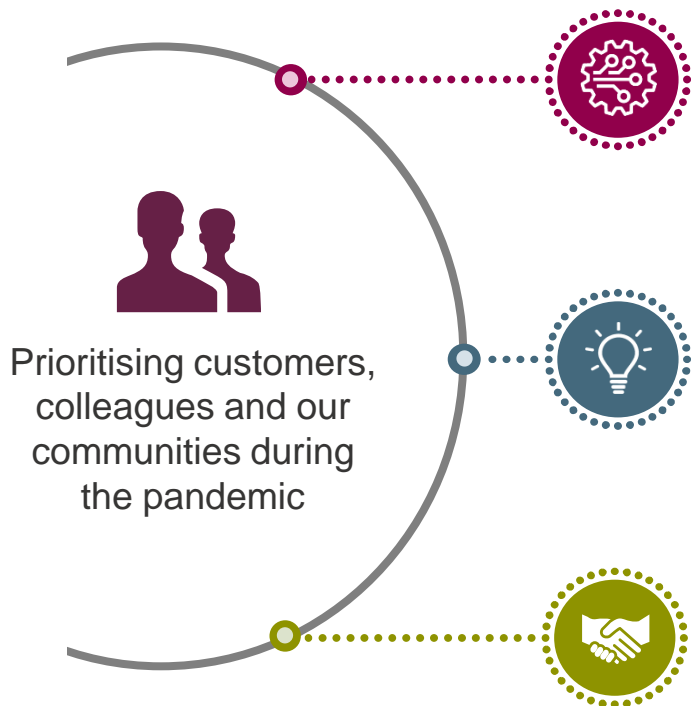 Prioritising customers,
colleagues and our
communities during
the pandemic